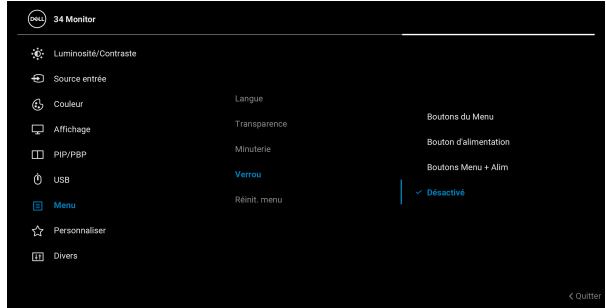 DELL 34 Monitor
Luminosité/Contraste
Source entrée
Couleur
Affichage
PIP/PBP
USB
Menu
Personnaliser
Divers
Langue
Transparence
Minuterie
Verrou
Réinit. menu
Boutons du Menu
Bouton d'alimentation
Boutons Menu + Alim
Désactivé
Quitter